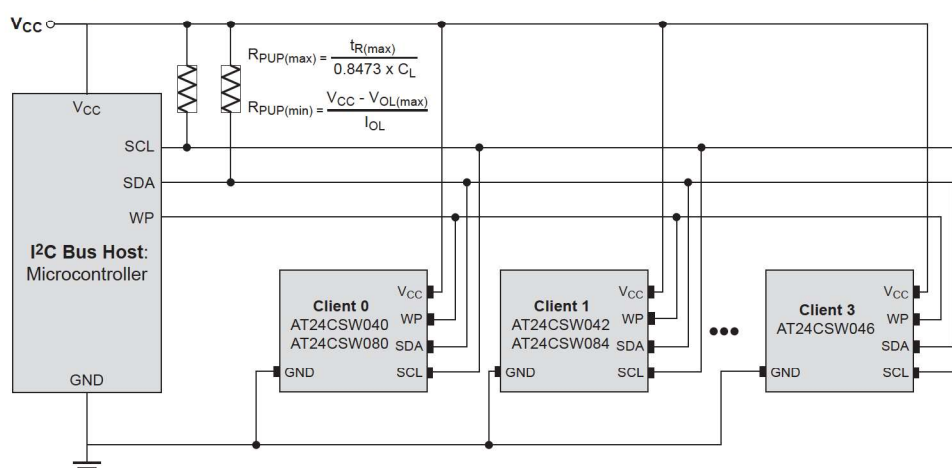 VCC
RPUP(max) = tR(max) / 0.8473 x CL
RPUP(min) = VCC - VOL(max) / IOL
VCC
SCL
SDA
WP
I2C Bus Host:
Microcontroller
GND
Client 0
AT24CSW040
AT24CSW080
VCC
WP
SDA
SCL
GND
Client 1
AT24CSW042
AT24CSW084
VCC
WP
SDA
SCL
GND
Client 3
AT24CSW046
VCC
WP
SDA
SCL
GND